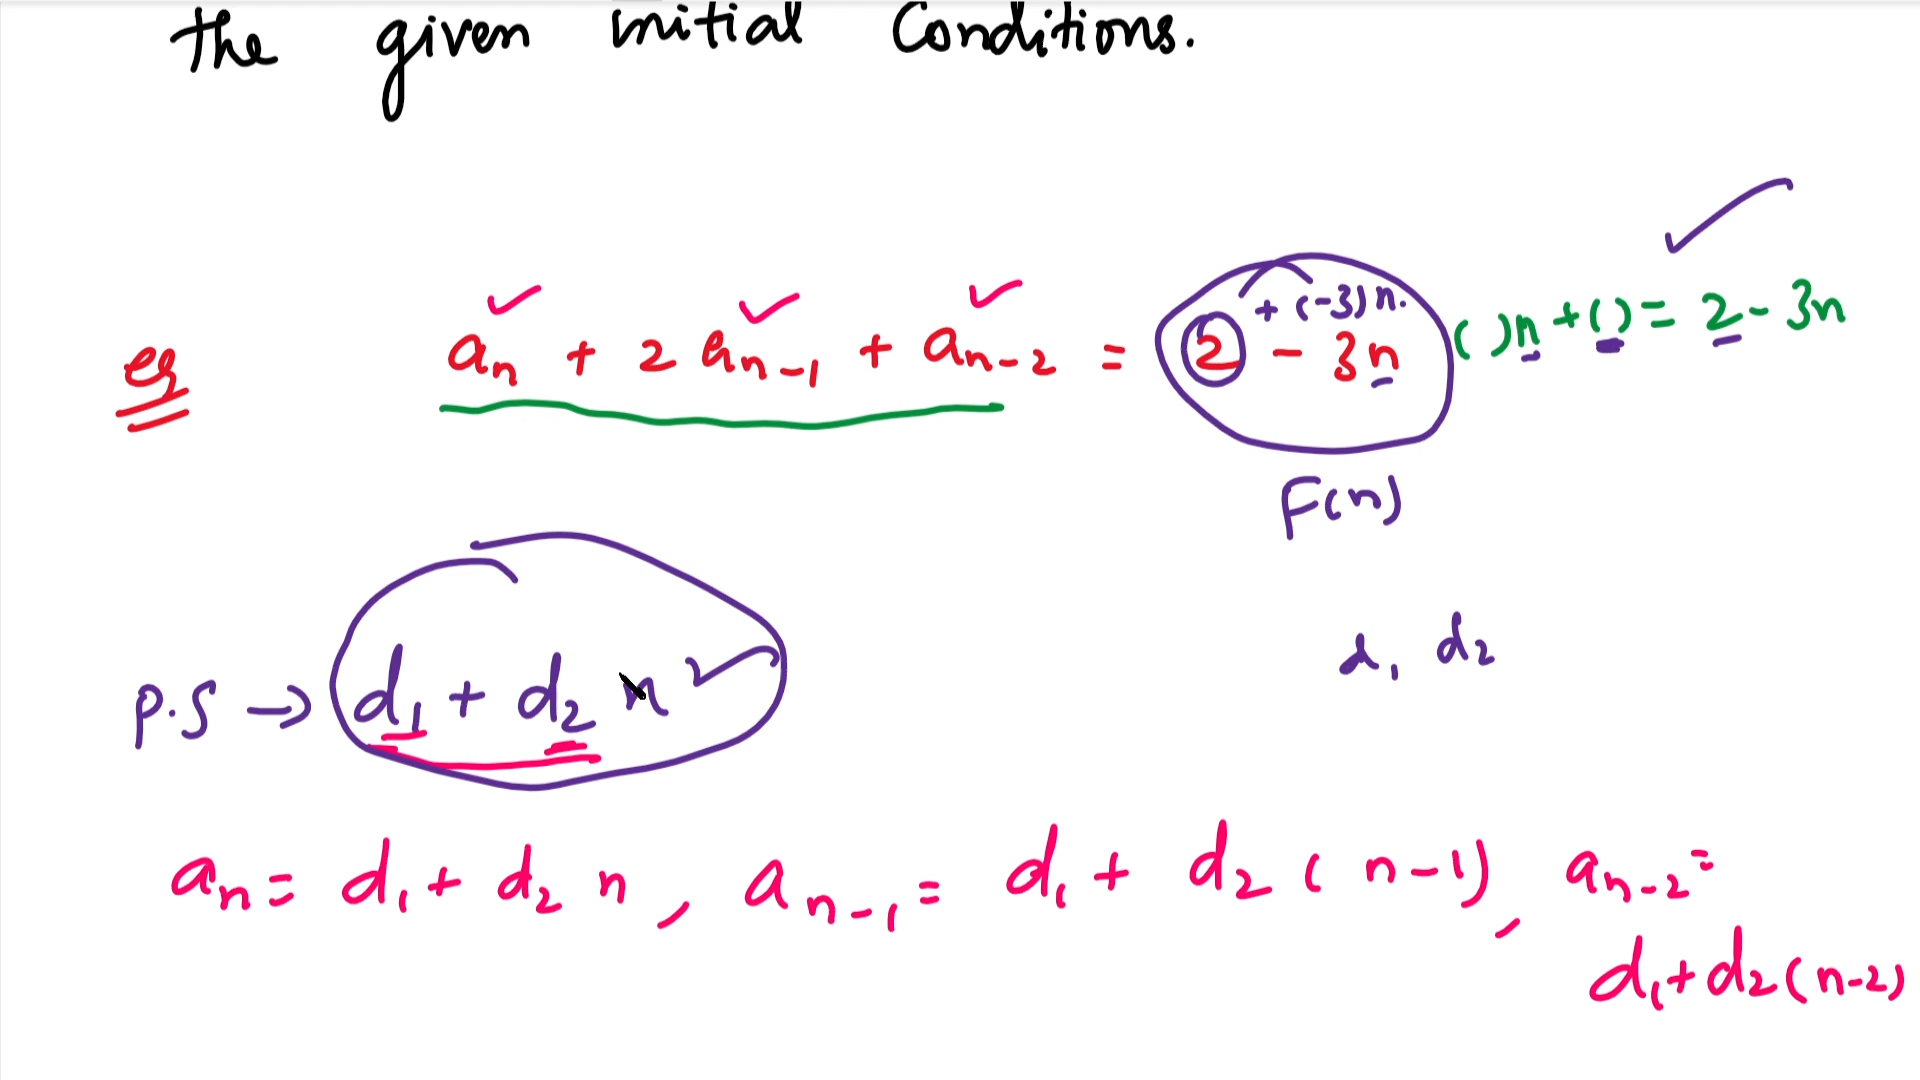 the given initial Conditions.
+ (-3) n.
eg aₙ + 2 aₙ₋₁ + aₙ₋₂ = 2 - 3n ( )n + ( ) = 2 - 3n
F(n)
d₁ d₂
P.S → d₁ + d₂ n
aₙ = d₁ + d₂ n , aₙ₋₁ = d₁ + d₂ ( n-1) , aₙ₋₂ =
d₁ + d₂ (n-2)